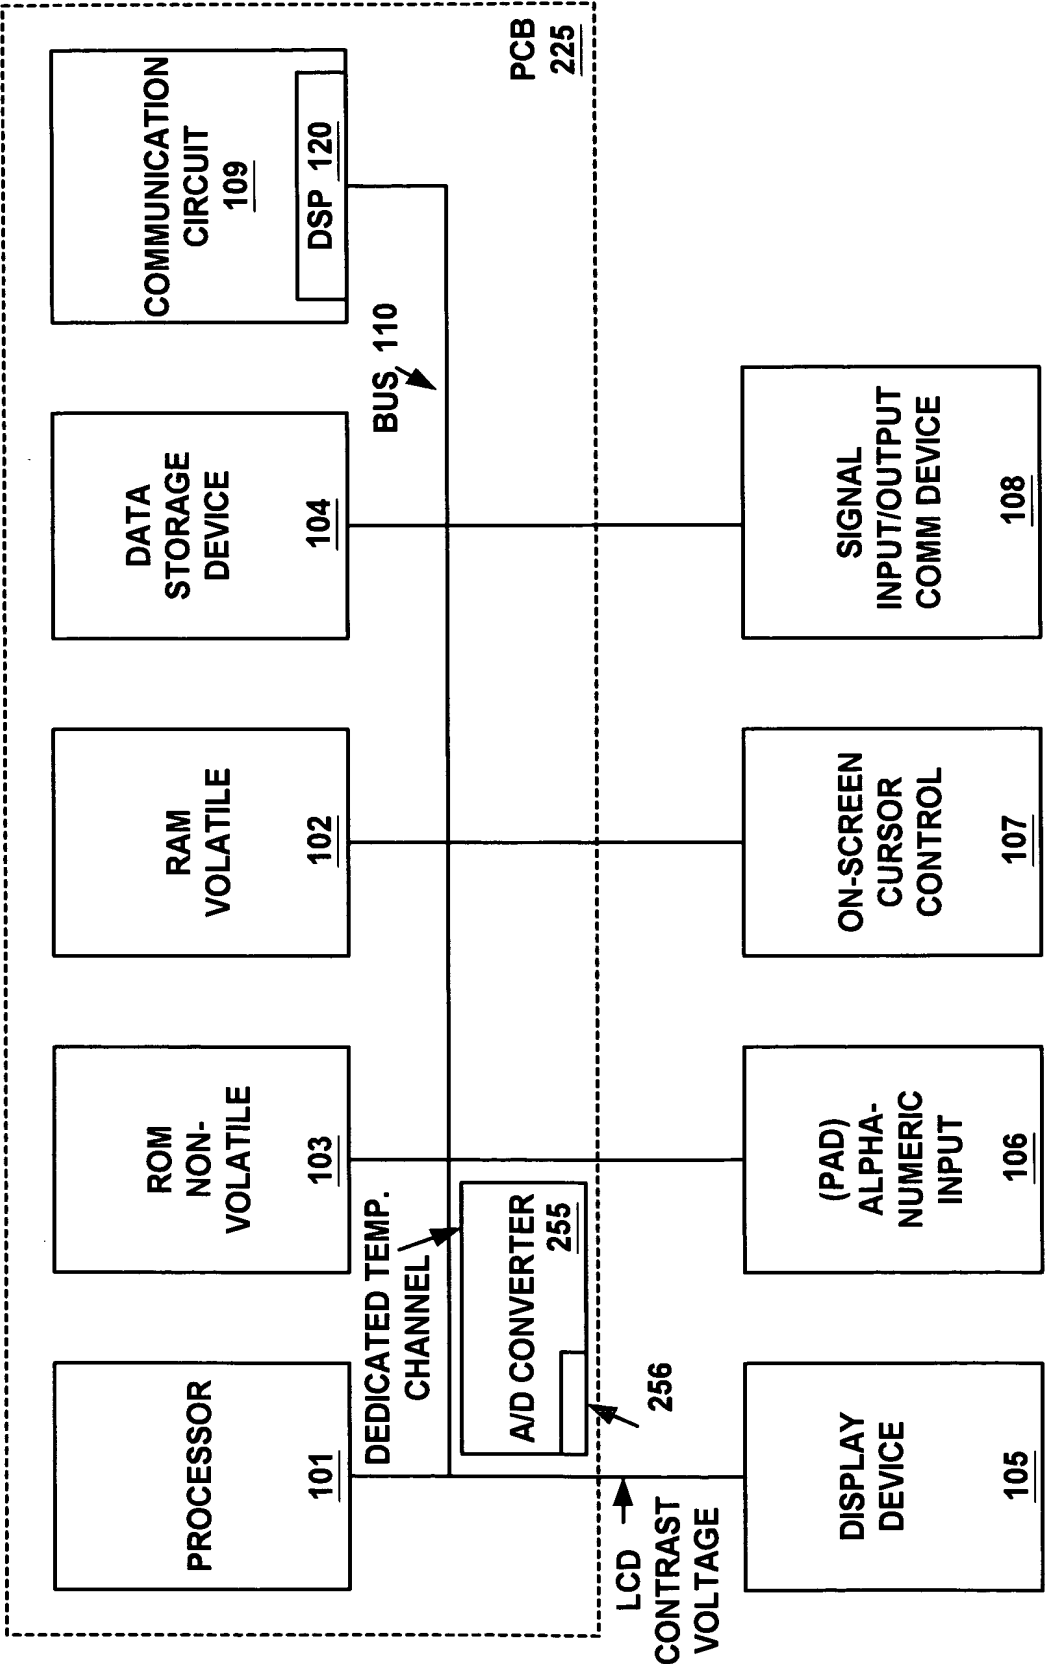 PROCESSOR
101
ROM
NON-
VOLATILE
103
RAM
VOLATILE
102
DATA
STORAGE
DEVICE
104
COMMUNICATION
CIRCUIT
109
DSP 120
DEDICATED TEMP.
CHANNEL
BUS 110
A/D CONVERTER
255
PCB
225
256
LCD
CONTRAST
VOLTAGE
DISPLAY
DEVICE
105
(PAD)
ALPHA-
NUMERIC
INPUT
106
ON-SCREEN
CURSOR
CONTROL
107
SIGNAL
INPUT/OUTPUT
COMM DEVICE
108